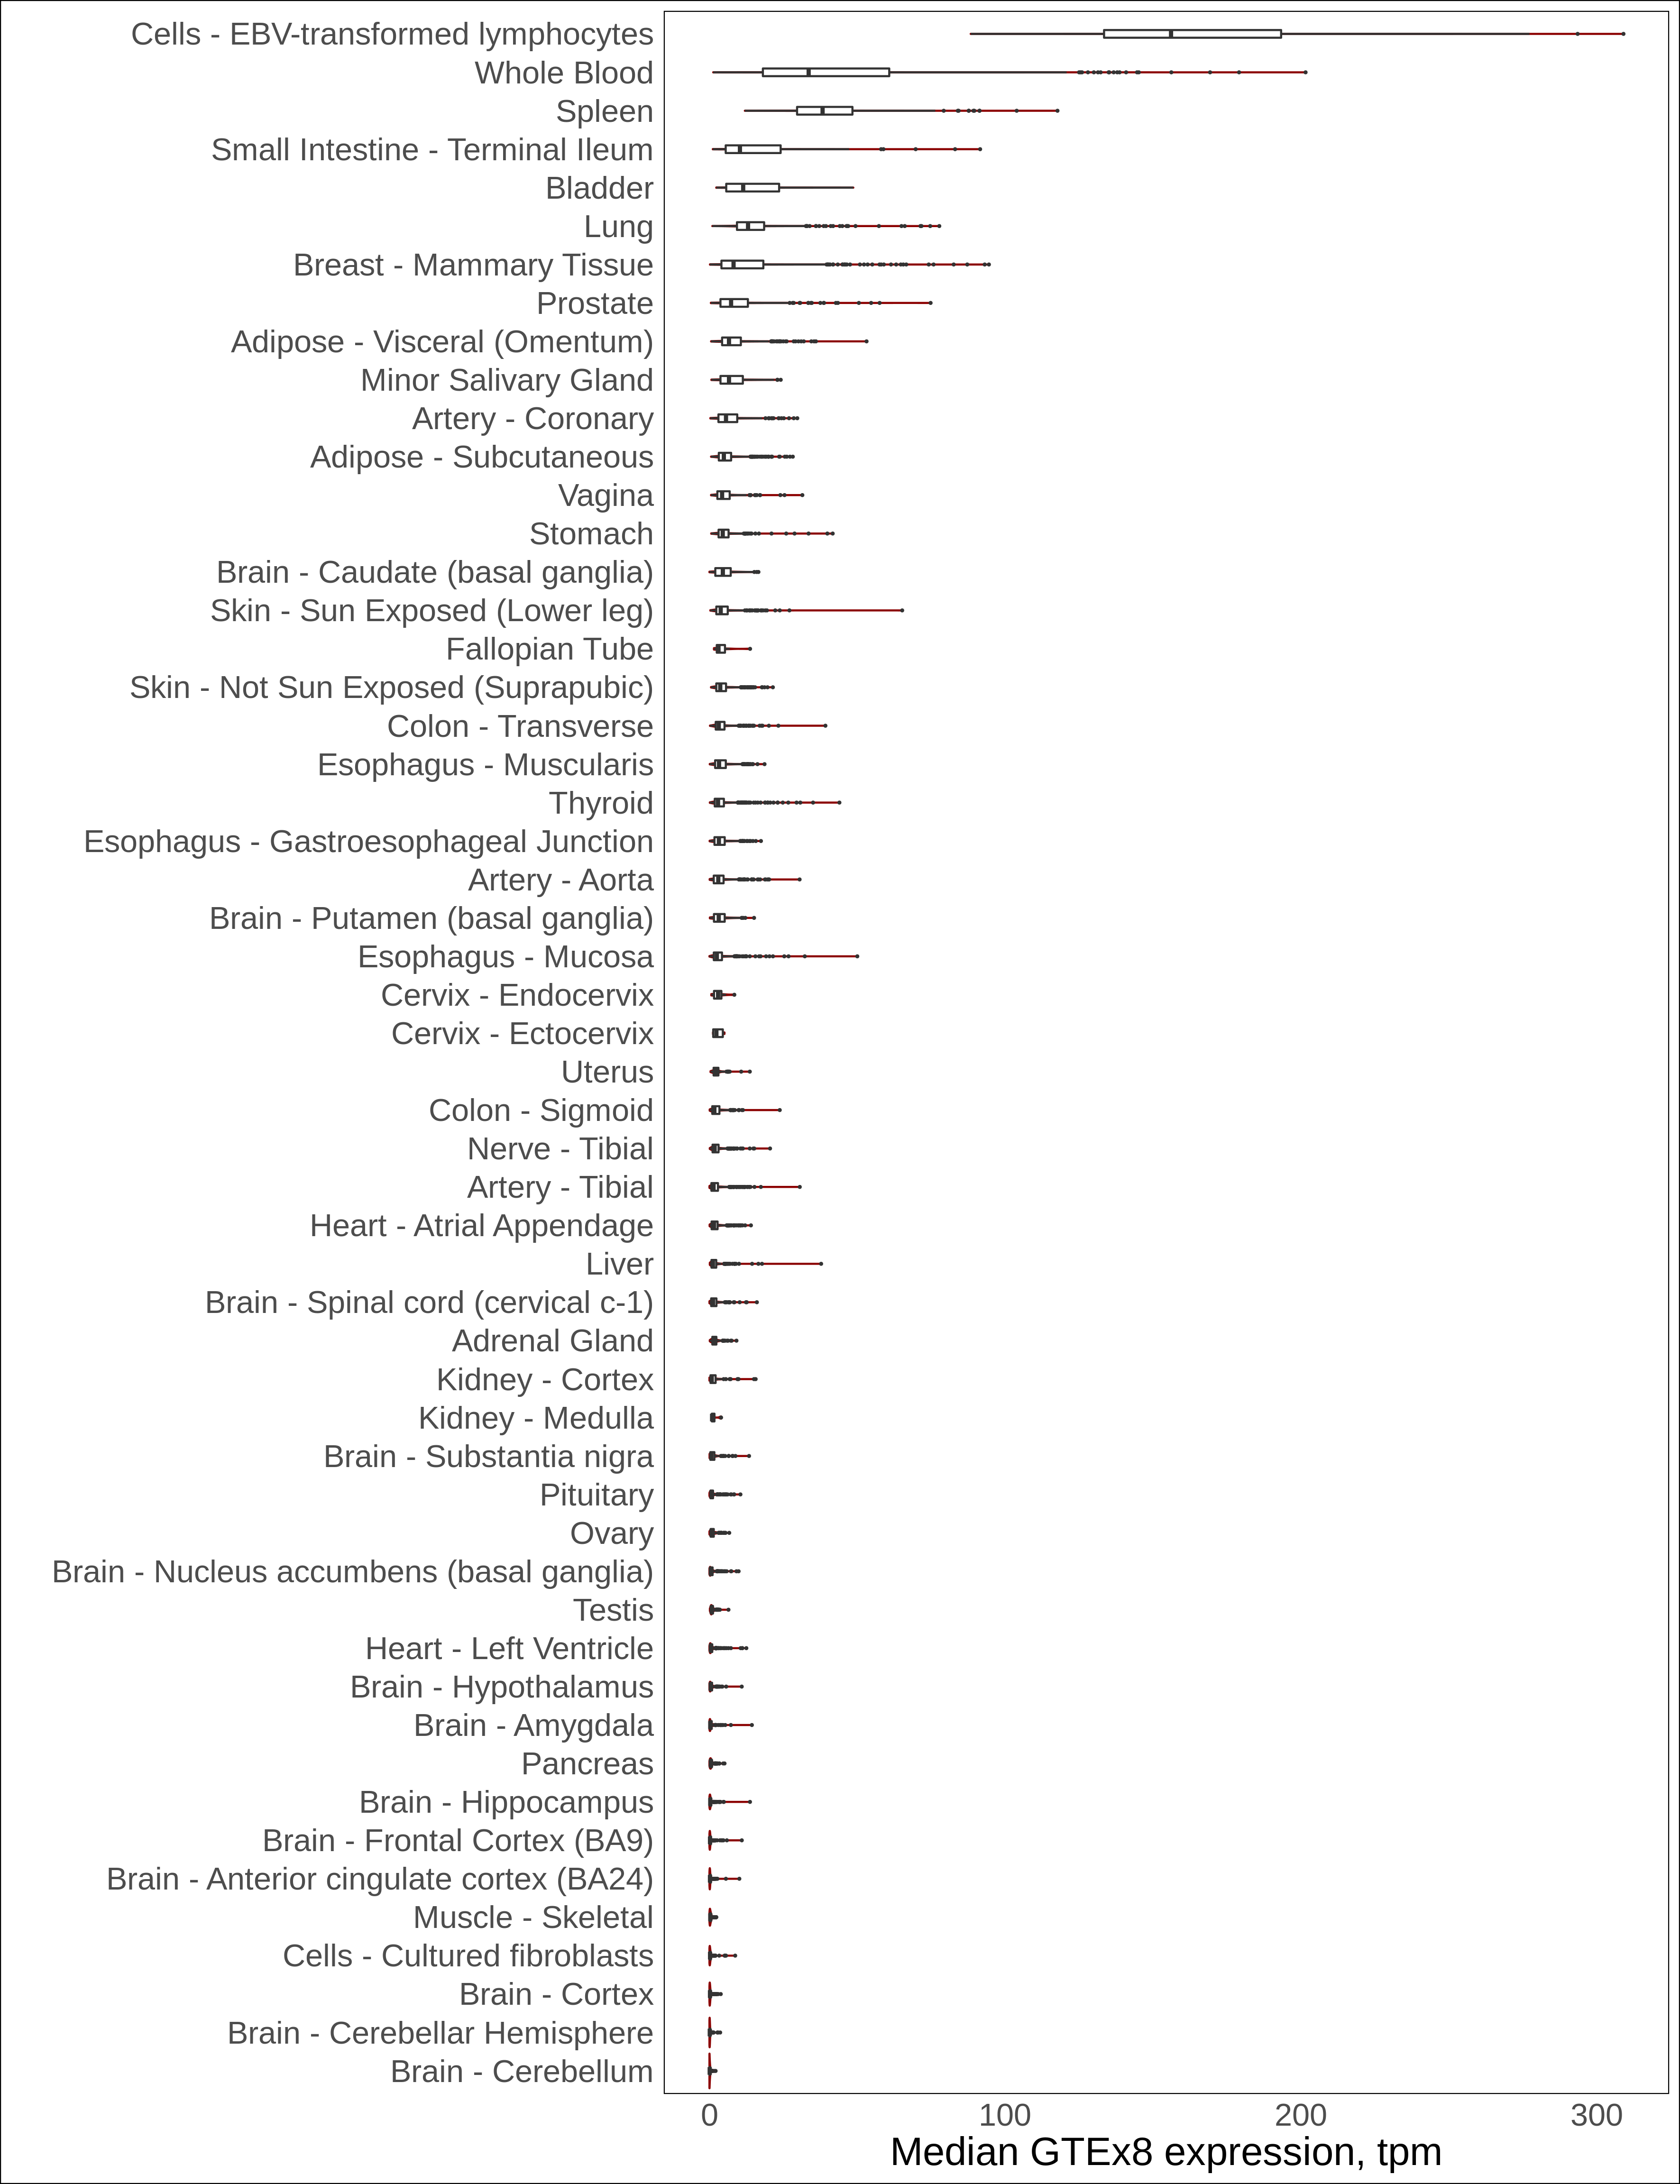 Cells - EBV-transformed lymphocytes
Whole Blood
Spleen
Small Intestine - Terminal Ileum
Bladder
Lung
Breast - Mammary Tissue
Prostate
Adipose - Visceral (Omentum)
Minor Salivary Gland
Artery - Coronary
Adipose - Subcutaneous
Vagina
Stomach
Brain - Caudate (basal ganglia)
Skin - Sun Exposed (Lower leg)
Fallopian Tube
Skin - Not Sun Exposed (Suprapubic)
Colon - Transverse
Esophagus - Muscularis
Thyroid
Esophagus - Gastroesophageal Junction
Artery - Aorta
Brain - Putamen (basal ganglia)
Esophagus - Mucosa
Cervix - Endocervix
Cervix - Ectocervix
Uterus
Colon - Sigmoid
Nerve - Tibial
Artery - Tibial
Heart - Atrial Appendage
Liver
Brain - Spinal cord (cervical c-1)
Adrenal Gland
Kidney - Cortex
Kidney - Medulla
Brain - Substantia nigra
Pituitary
Ovary
Brain - Nucleus accumbens (basal ganglia)
Testis
Heart - Left Ventricle
Brain - Hypothalamus
Brain - Amygdala
Pancreas
Brain - Hippocampus
Brain - Frontal Cortex (BA9)
Brain - Anterior cingulate cortex (BA24)
Muscle - Skeletal
Cells - Cultured fibroblasts
Brain - Cortex
Brain - Cerebellar Hemisphere
Brain - Cerebellum
0 100 200 300
Median GTEx8 expression, tpm